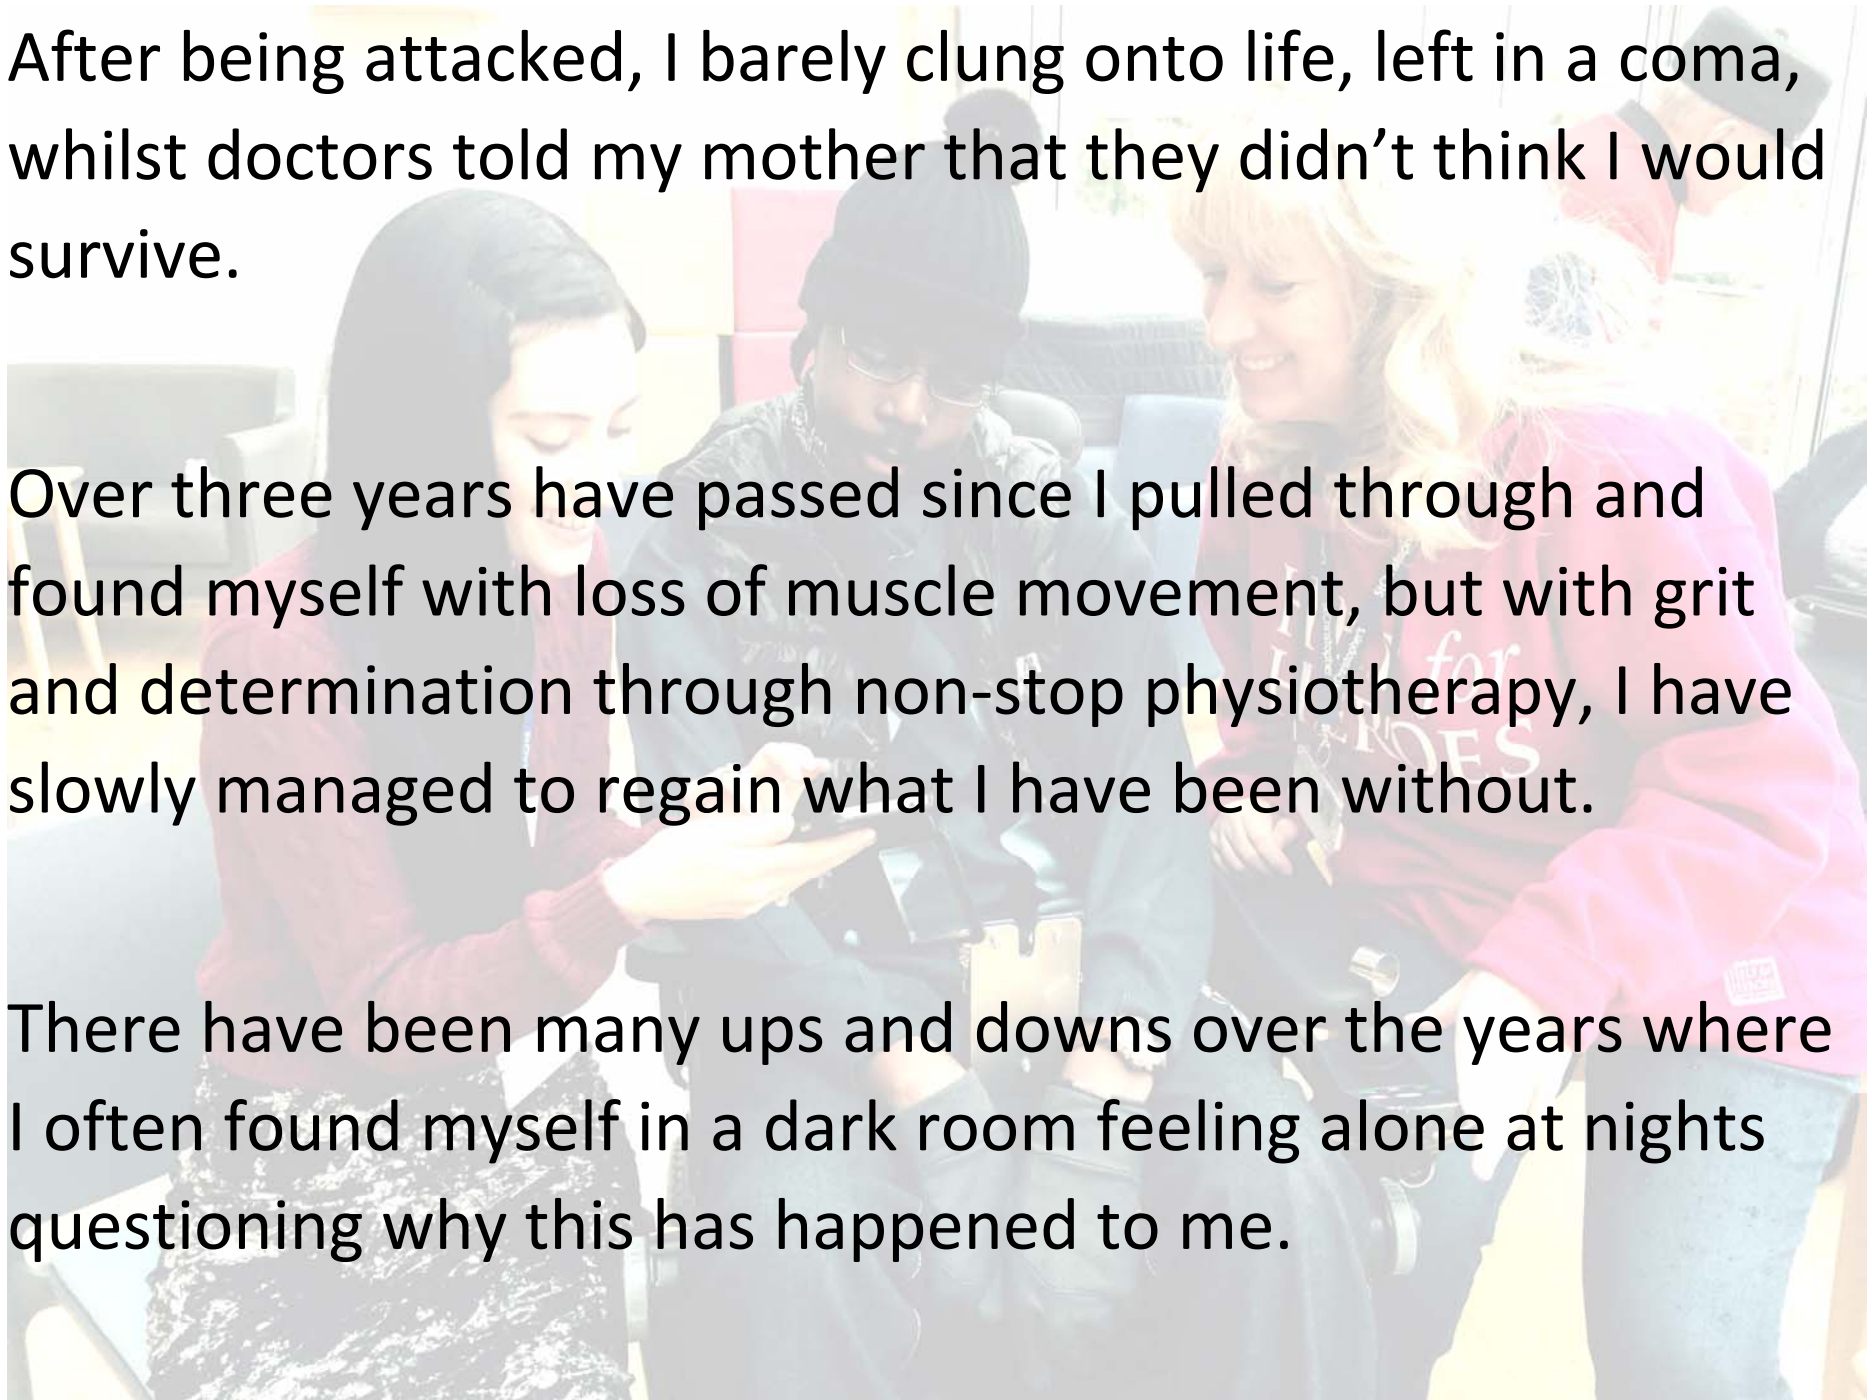 After being attacked, I barely clung onto life, left in a coma,
whilst doctors told my mother that they didn’t think I would
survive.
Over three years have passed since I pulled through and
found myself with loss of muscle movement, but with grit
and determination through non-stop physiotherapy, I have
slowly managed to regain what I have been without.
There have been many ups and downs over the years where
I often found myself in a dark room feeling alone at nights
questioning why this has happened to me.
for
HEROES